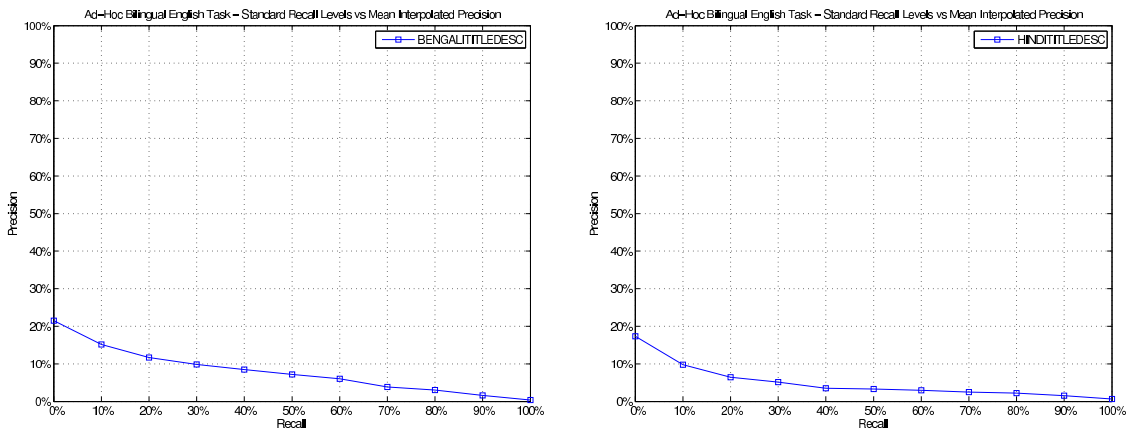 Ad-Hoc Bilingual English Task - Standard Recall Levels vs Mean Interpolated Precision
BENGALITITLEDESC
100%
90%
80%
70%
60%
50%
40%
30%
20%
10%
0%
Precision
0% 10% 20% 30% 40% 50% 60% 70% 80% 90% 100%
Recall
Ad-Hoc Bilingual English Task - Standard Recall Levels vs Mean Interpolated Precision
HINDITITLEDESC
100%
90%
80%
70%
60%
50%
40%
30%
20%
10%
0%
Precision
0% 10% 20% 30% 40% 50% 60% 70% 80% 90% 100%
Recall